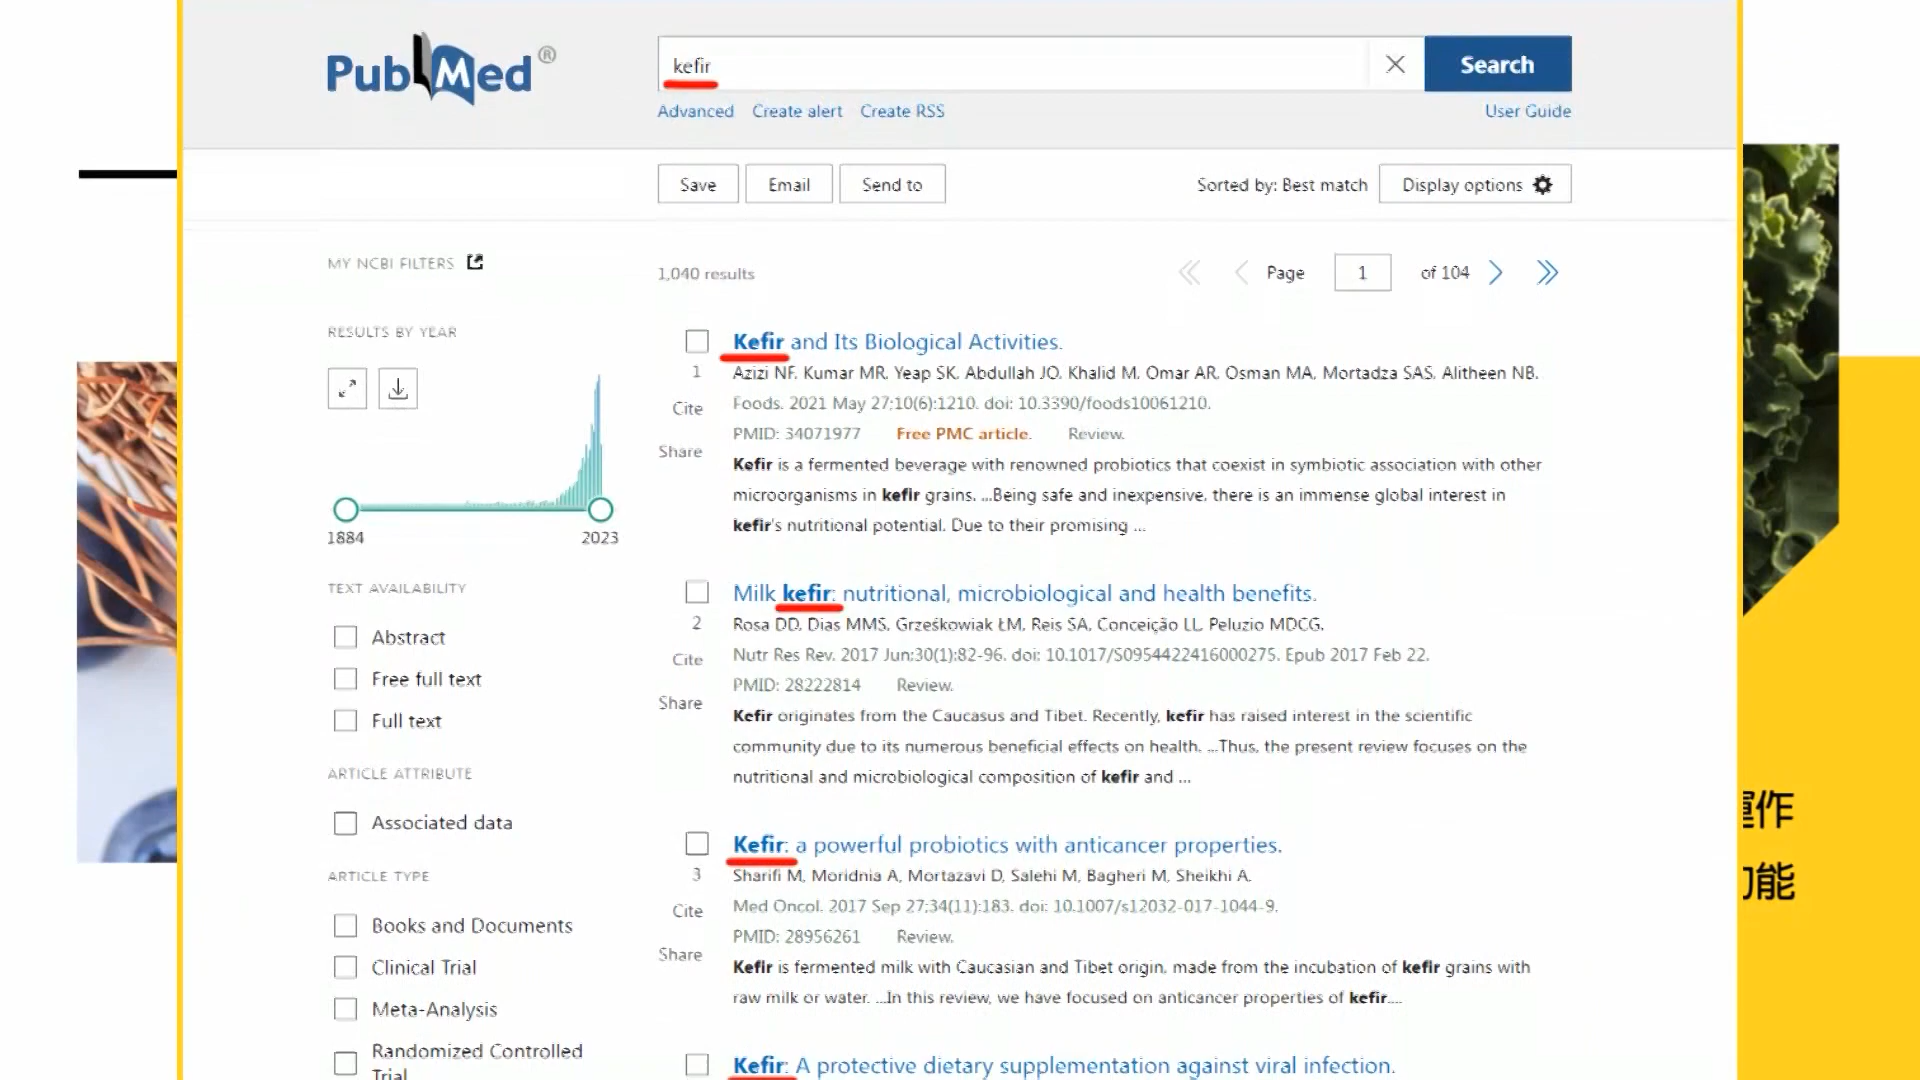 PubMed®
kefir
Search
Advanced Create alert Create RSS
User Guide
Save Email Send to
Sorted by: Best match
Display options
MY NCBI FILTERS
1,040 results
Page 1 of 104
RESULTS BY YEAR
1884 2023
TEXT AVAILABILITY
Abstract
Free full text
Full text
ARTICLE ATTRIBUTE
Associated data
ARTICLE TYPE
Books and Documents
Clinical Trial
Meta-Analysis
Randomized Controlled
Trial
Kefir and Its Biological Activities.
1
Azizi NF, Kumar MR, Yeap SK, Abdullah JO, Khalid M, Omar AR, Osman MA, Mortadza SAS, Alitheen NB.
Cite
Foods. 2021 May 27;10(6):1210. doi: 10.3390/foods10061210.
PMID: 34071977 Free PMC article. Review.
Share
Kefir is a fermented beverage with renowned probiotics that coexist in symbiotic association with other
microorganisms in kefir grains. ...Being safe and inexpensive, there is an immense global interest in
kefir's nutritional potential. Due to their promising ...
Milk kefir: nutritional, microbiological and health benefits.
2
Rosa DD, Dias MMS, Grześkowiak ŁM, Reis SA, Conceição LL, Peluzio MDCG.
Cite
Nutr Res Rev. 2017 Jun;30(1):82-96. doi: 10.1017/S0954422416000275. Epub 2017 Feb 22.
PMID: 28222814 Review.
Share
Kefir originates from the Caucasus and Tibet. Recently, kefir has raised interest in the scientific
community due to its numerous beneficial effects on health. ...Thus, the present review focuses on the
nutritional and microbiological composition of kefir and ...
Kefir: a powerful probiotics with anticancer properties.
3
Sharifi M, Moridnia A, Mortazavi D, Salehi M, Bagheri M, Sheikhi A.
Cite
Med Oncol. 2017 Sep 27;34(11):183. doi: 10.1007/s12032-017-1044-9.
PMID: 28956261 Review.
Share
Kefir is fermented milk with Caucasian and Tibet origin, made from the incubation of kefir grains with
raw milk or water. ...In this review, we have focused on anticancer properties of kefir....
Kefir: A protective dietary supplementation against viral infection.
作
能